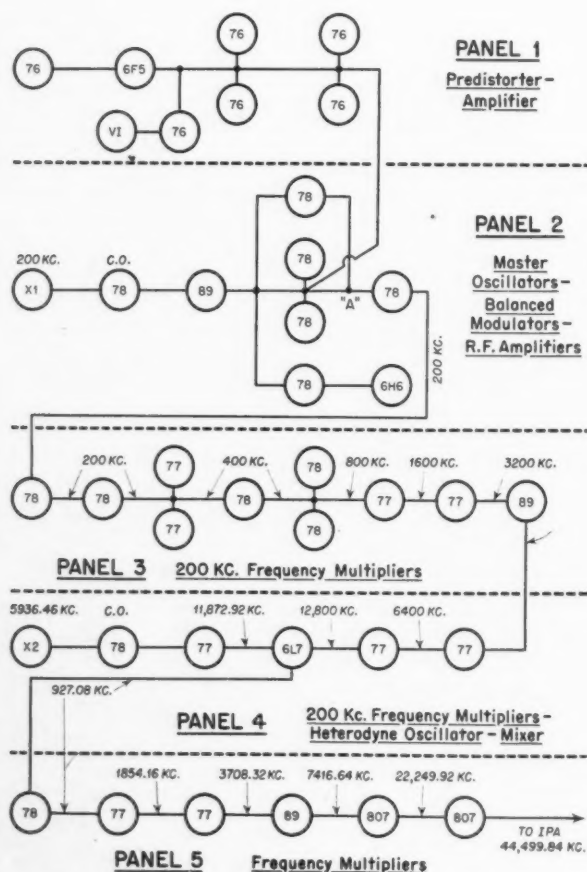 76 76
PANEL 1
76 6F5
Predistorter-
Amplifier
VI 76 76 76
78
PANEL 2
200 KC. C.O.
Master
Oscillators-
Balanced
Modulators-
R.F. Amplifiers
78
X1 78 89 "A" 78
78
200 KC.
78 6H6
200 KC. 77 400 KC. 78 800 KC. 1600 KC. 3200 KC.
78 78 78 77 77 89
77 78
PANEL 3 200 KC. Frequency Multipliers
5936.46 KC. C.O. 11,872.92 KC. 12,800 KC. 6400 KC.
X2 78 77 6L7 77 77
927.08 KC.
PANEL 4
200 Kc. Frequency Multipliers-
Heterodyne Oscillator-Mixer
1854.16 KC. 3708.32 KC. 7416.64 KC. 22,249.92 KC.
78 77 77 89 807 807
TO IPA
44,499.84 KC.
PANEL 5 Frequency Multipliers